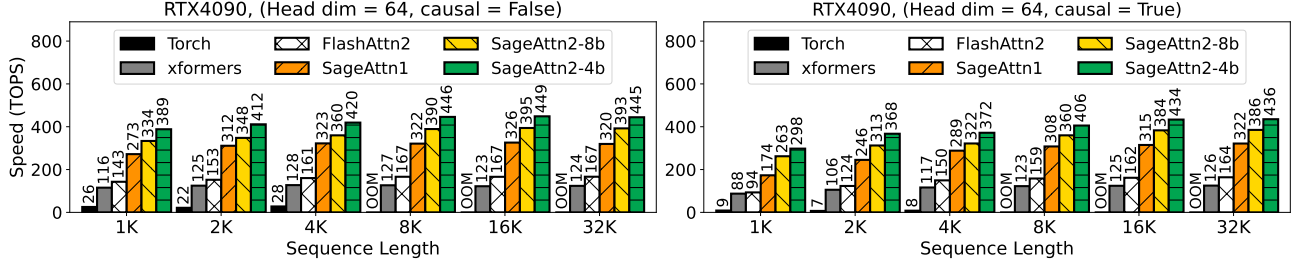 RTX4090, (Head dim = 64, causal = False)
Speed (TOPS)
800
600
400
200
0
Torch
xformers
FlashAttn2
SageAttn1
SageAttn2-8b
SageAttn2-4b
26 116 143 273 334 389
22 125 153 312 348 412
28 128 161 323 360 420
OOM 127 167 322 390 446
OOM 123 167 326 395 449
OOM 124 167 320 393 445
1K 2K 4K 8K 16K 32K
Sequence Length
RTX4090, (Head dim = 64, causal = True)
800
600
400
200
0
Torch
xformers
FlashAttn2
SageAttn1
SageAttn2-8b
SageAttn2-4b
9 88 94 174 263 298
7 106 124 246 313 368
8 117 150 289 322 372
OOM 123 159 308 360 406
OOM 125 162 315 384 434
OOM 126 164 322 386 436
1K 2K 4K 8K 16K 32K
Sequence Length